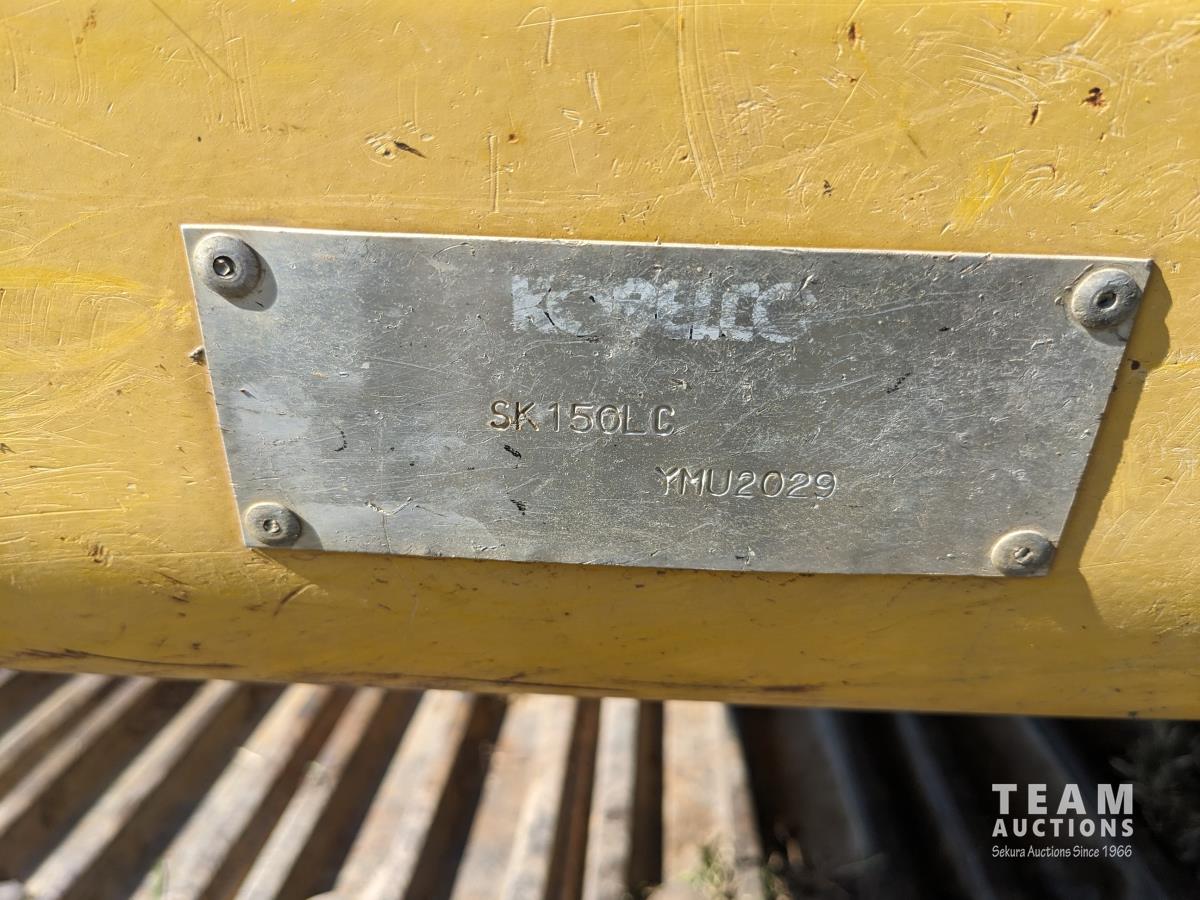 KOBELCO
SK150LC
YMU2029
TEAM
AUCTIONS
Sekura Auctions Since 1966